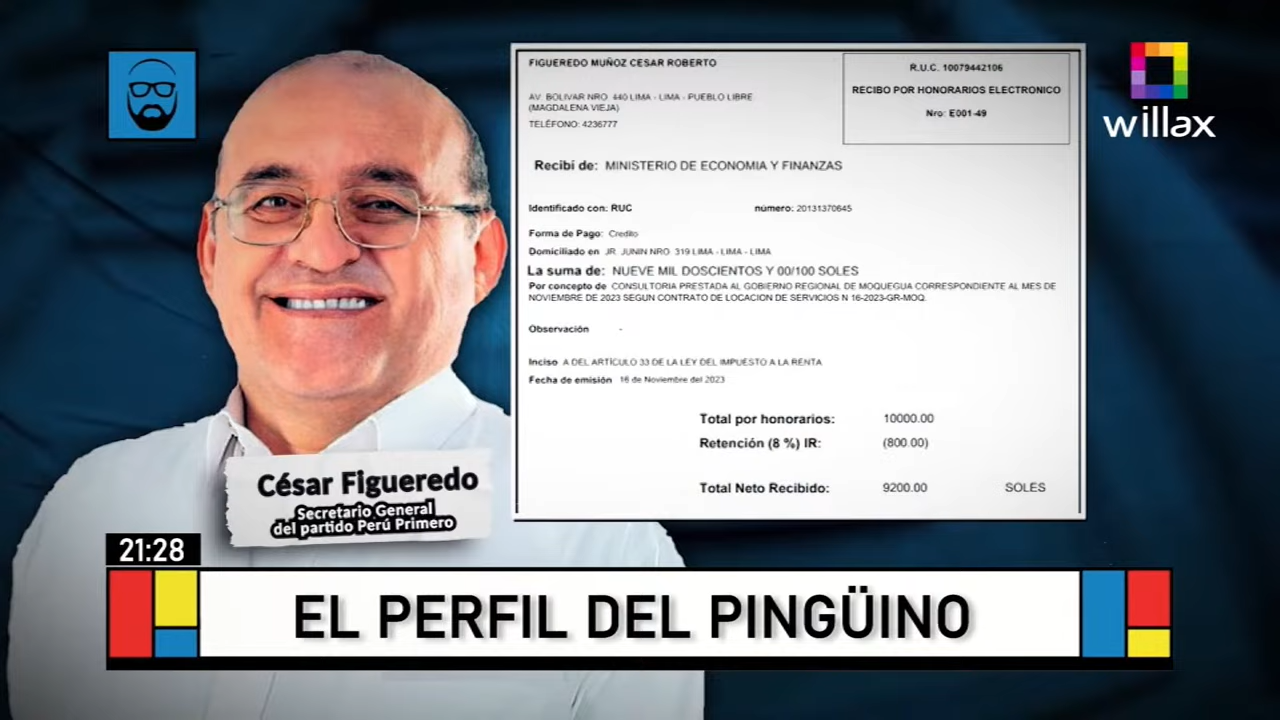 FIGUEREDO MUÑOZ CESAR ROBERTO
AV. BOLIVAR NRO. 440 LIMA - LIMA - PUEBLO LIBRE
(MAGDALENA VIEJA)
TELÉFONO: 4236777
R.U.C. 10079442106
RECIBO POR HONORARIOS ELECTRONICO
Nro: E001-49
willax
Recibí de: MINISTERIO DE ECONOMIA Y FINANZAS
Identificado con: RUC número: 20131370645
Forma de Pago: Credito
Domiciliado en JR. JUNIN NRO. 319 LIMA - LIMA - LIMA
La suma de: NUEVE MIL DOSCIENTOS Y 00/100 SOLES
Por concepto de CONSULTORIA PRESTADA AL GOBIERNO REGIONAL DE MOQUEGUA CORRESPONDIENTE AL MES DE
NOVIEMBRE DE 2023 SEGUN CONTRATO DE LOCACION DE SERVICIOS N 16-2023-GR-MOQ.
Observación -
Inciso A DEL ARTÍCULO 33 DE LA LEY DEL IMPUESTO A LA RENTA
Fecha de emisión 16 de Noviembre del 2023
Total por honorarios: 10000.00
Retención (8 %) IR: (800.00)
Total Neto Recibido: 9200.00 SOLES
César Figueredo
Secretario General
del partido Perú Primero
21:28
EL PERFIL DEL PINGÜINO